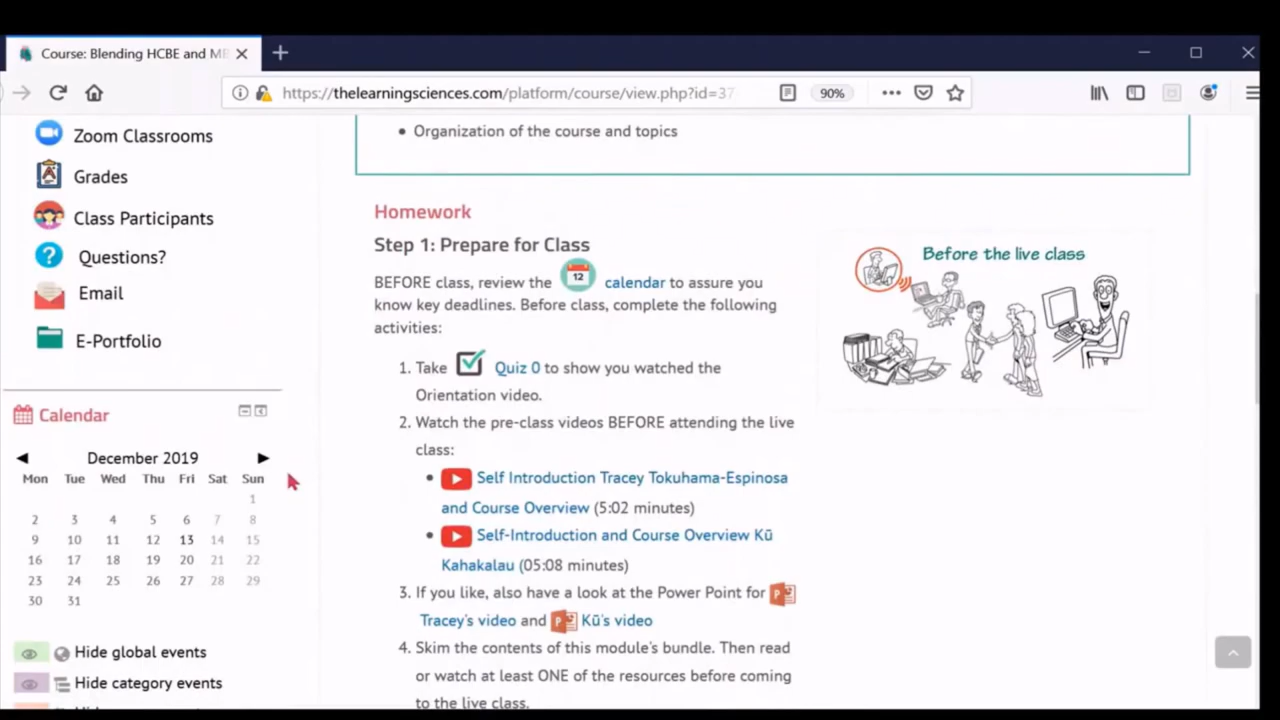 Course: Blending HCBE and MB
https://thelearningsciences.com/platform/course/view.php?id=37
90%
Zoom Classrooms
Grades
Class Participants
Questions?
Email
E-Portfolio
Calendar
December 2019
Mon Tue Wed Thu Fri Sat Sun
1
2 3 4 5 6 7 8
9 10 11 12 13 14 15
16 17 18 19 20 21 22
23 24 25 26 27 28 29
30 31
Hide global events
Hide category events
• Organization of the course and topics
Homework
Step 1: Prepare for Class
BEFORE class, review the 12 calendar to assure you
know key deadlines. Before class, complete the following
activities:
1. Take Quiz 0 to show you watched the
Orientation video.
2. Watch the pre-class videos BEFORE attending the live
class:
• Self Introduction Tracey Tokuhama-Espinosa
and Course Overview (5:02 minutes)
• Self-Introduction and Course Overview Kū
Kahakalau (05:08 minutes)
3. If you like, also have a look at the Power Point for
Tracey's video and Kū's video
4. Skim the contents of this module's bundle. Then read
or watch at least ONE of the resources before coming
to the live class.
Before the live class